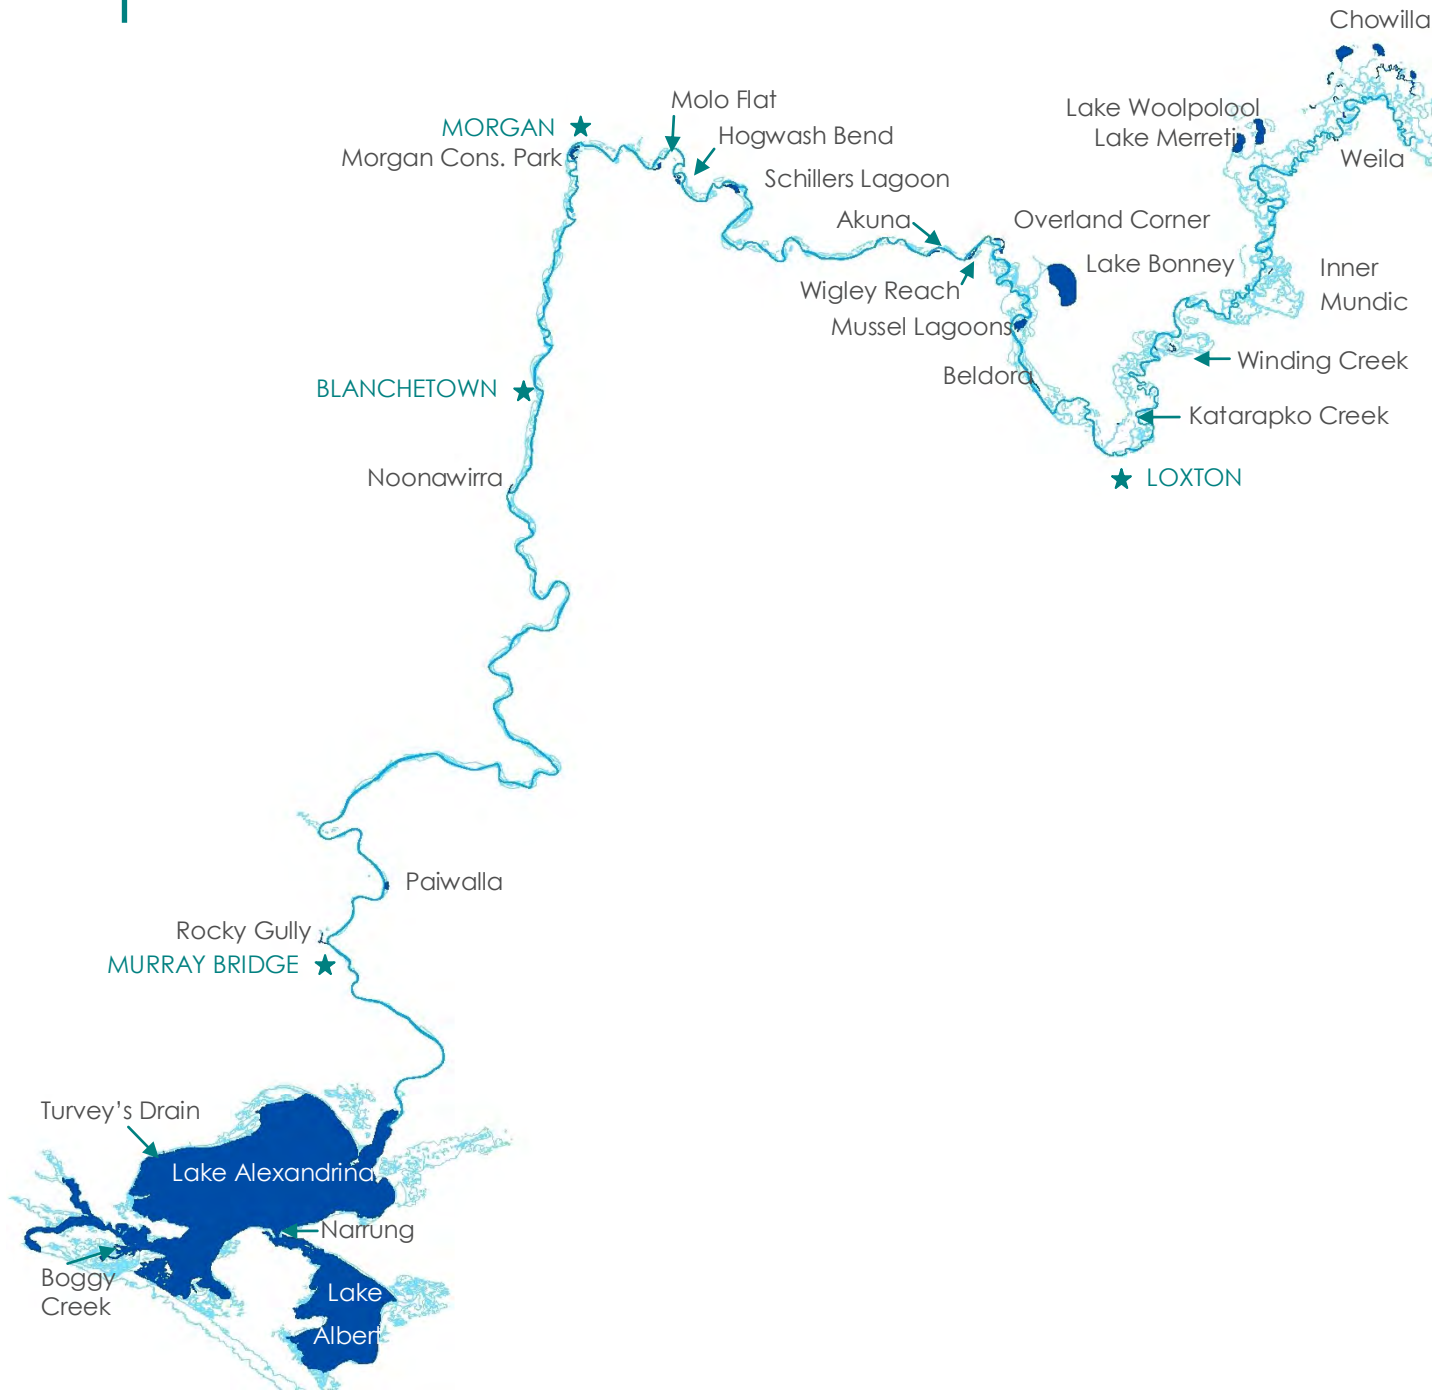 Chowilla
Molo Flat
Lake Woolpolool
MORGAN
Hogwash Bend
Lake Merreti
Morgan Cons. Park
Weila
Schillers Lagoon
Akuna
Overland Corner
Lake Bonney
Inner
Mundic
Wigley Reach
Mussel Lagoons
Winding Creek
Beldora
BLANCHETOWN
Katarapko Creek
Noonawirra
LOXTON
Paiwalla
Rocky Gully
MURRAY BRIDGE
Turvey's Drain
Lake Alexandrina
Narrung
Boggy
Creek
Lake
Albert